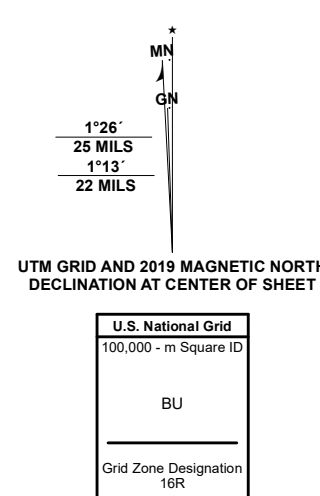 ★
MN
GN
1°26´
25 MILS
1°13´
22 MILS
UTM GRID AND 2019 MAGNETIC NORTH
DECLINATION AT CENTER OF SHEET
U.S. National Grid
100,000 - m Square ID
BU
Grid Zone Designation
16R